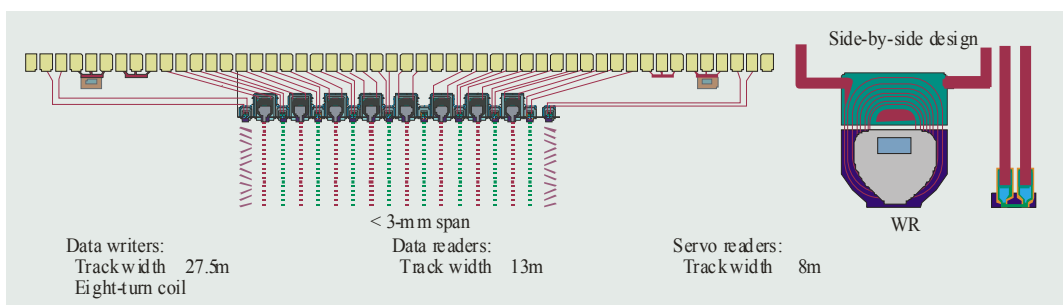 Side-by-side design
< 3-mm span
WR
Data writers:
Track width 27.5m
Eight-turn coil
Data readers:
Track width 13m
Servo readers:
Track width 8m